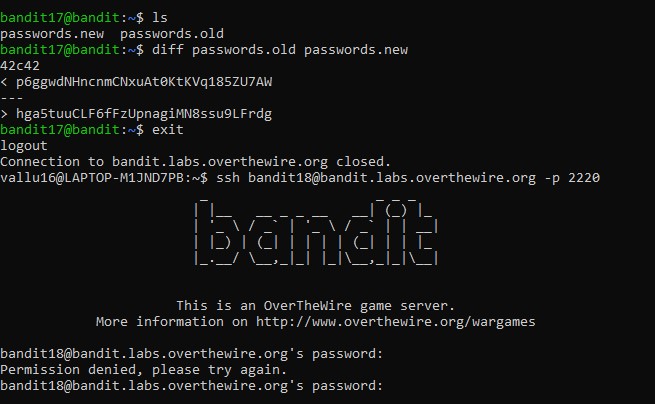 bandit17@bandit:~$ ls
passwords.new  passwords.old
bandit17@bandit:~$ diff passwords.old passwords.new
42c42
< p6ggwdNHncnmCNxuAt0KtKVq185ZU7AW
---
> hga5tuuCLF6fFzUpnagiMN8ssu9LFrdg
bandit17@bandit:~$ exit
logout
Connection to bandit.labs.overthewire.org closed.
vallu16@LAPTOP-M1JND7PB:~$ ssh bandit18@bandit.labs.overthewire.org -p 2220
bandit
This is an OverTheWire game server.
More information on http://www.overthewire.org/wargames
bandit18@bandit.labs.overthewire.org's password:
Permission denied, please try again.
bandit18@bandit.labs.overthewire.org's password: